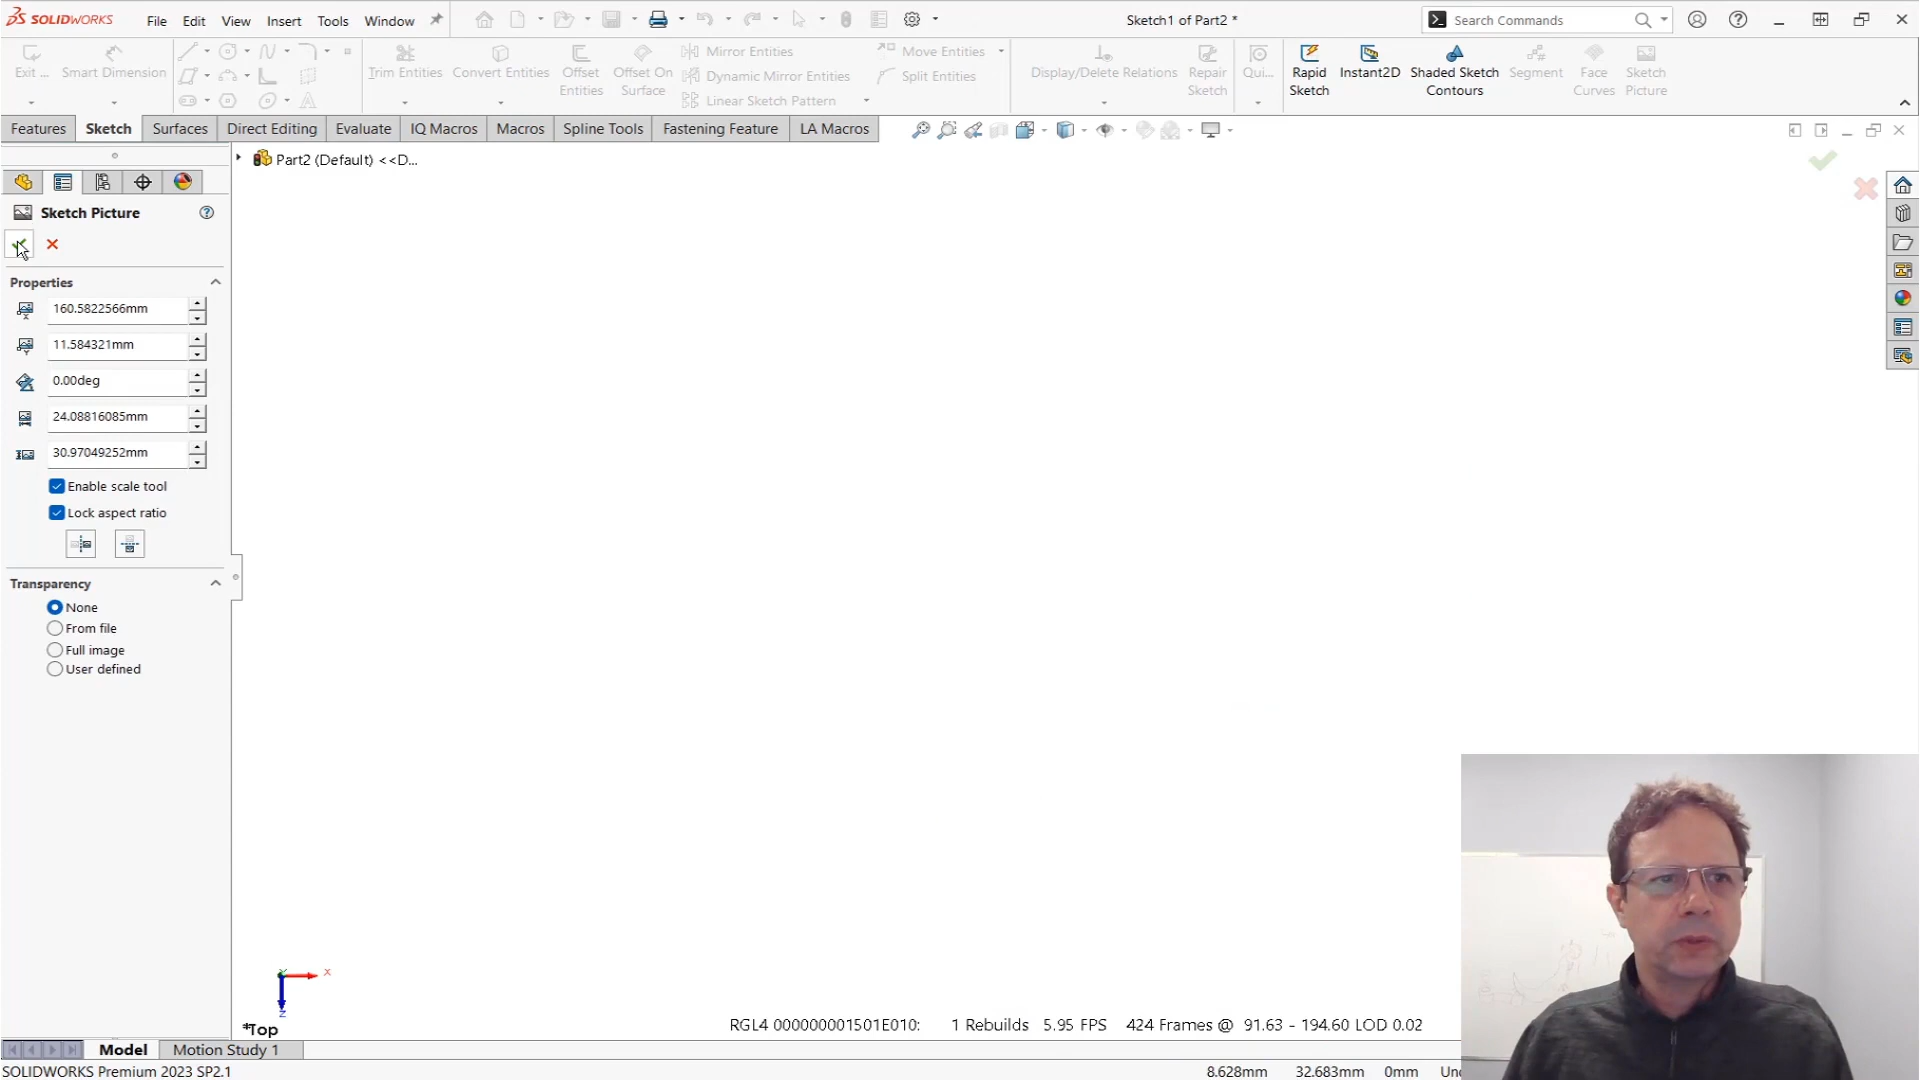 SOLIDWORKS File Edit View Insert Tools Window Sketch1 of Part2 * Search Commands
Exit ... Smart Dimension Trim Entities Convert Entities Offset Entities Offset On Surface Mirror Entities Dynamic Mirror Entities Linear Sketch Pattern Move Entities Split Entities Display/Delete Relations Repair Sketch Qui... Rapid Sketch Instant2D Shaded Sketch Contours Segment Face Curves Sketch Picture
Features Sketch Surfaces Direct Editing Evaluate IQ Macros Macros Spline Tools Fastening Feature LA Macros
Part2 (Default) <<D...
Sketch Picture
Properties
160.5822566mm
11.584321mm
0.00deg
24.08816085mm
30.97049252mm
Enable scale tool
Lock aspect ratio
Transparency
None
From file
Full image
User defined
X
Z
*Top
RGL4 000000001501E010: 1 Rebuilds 5.95 FPS 424 Frames @ 91.63 - 194.60 LOD 0.02
Model Motion Study 1
SOLIDWORKS Premium 2023 SP2.1 8.628mm 32.683mm 0mm